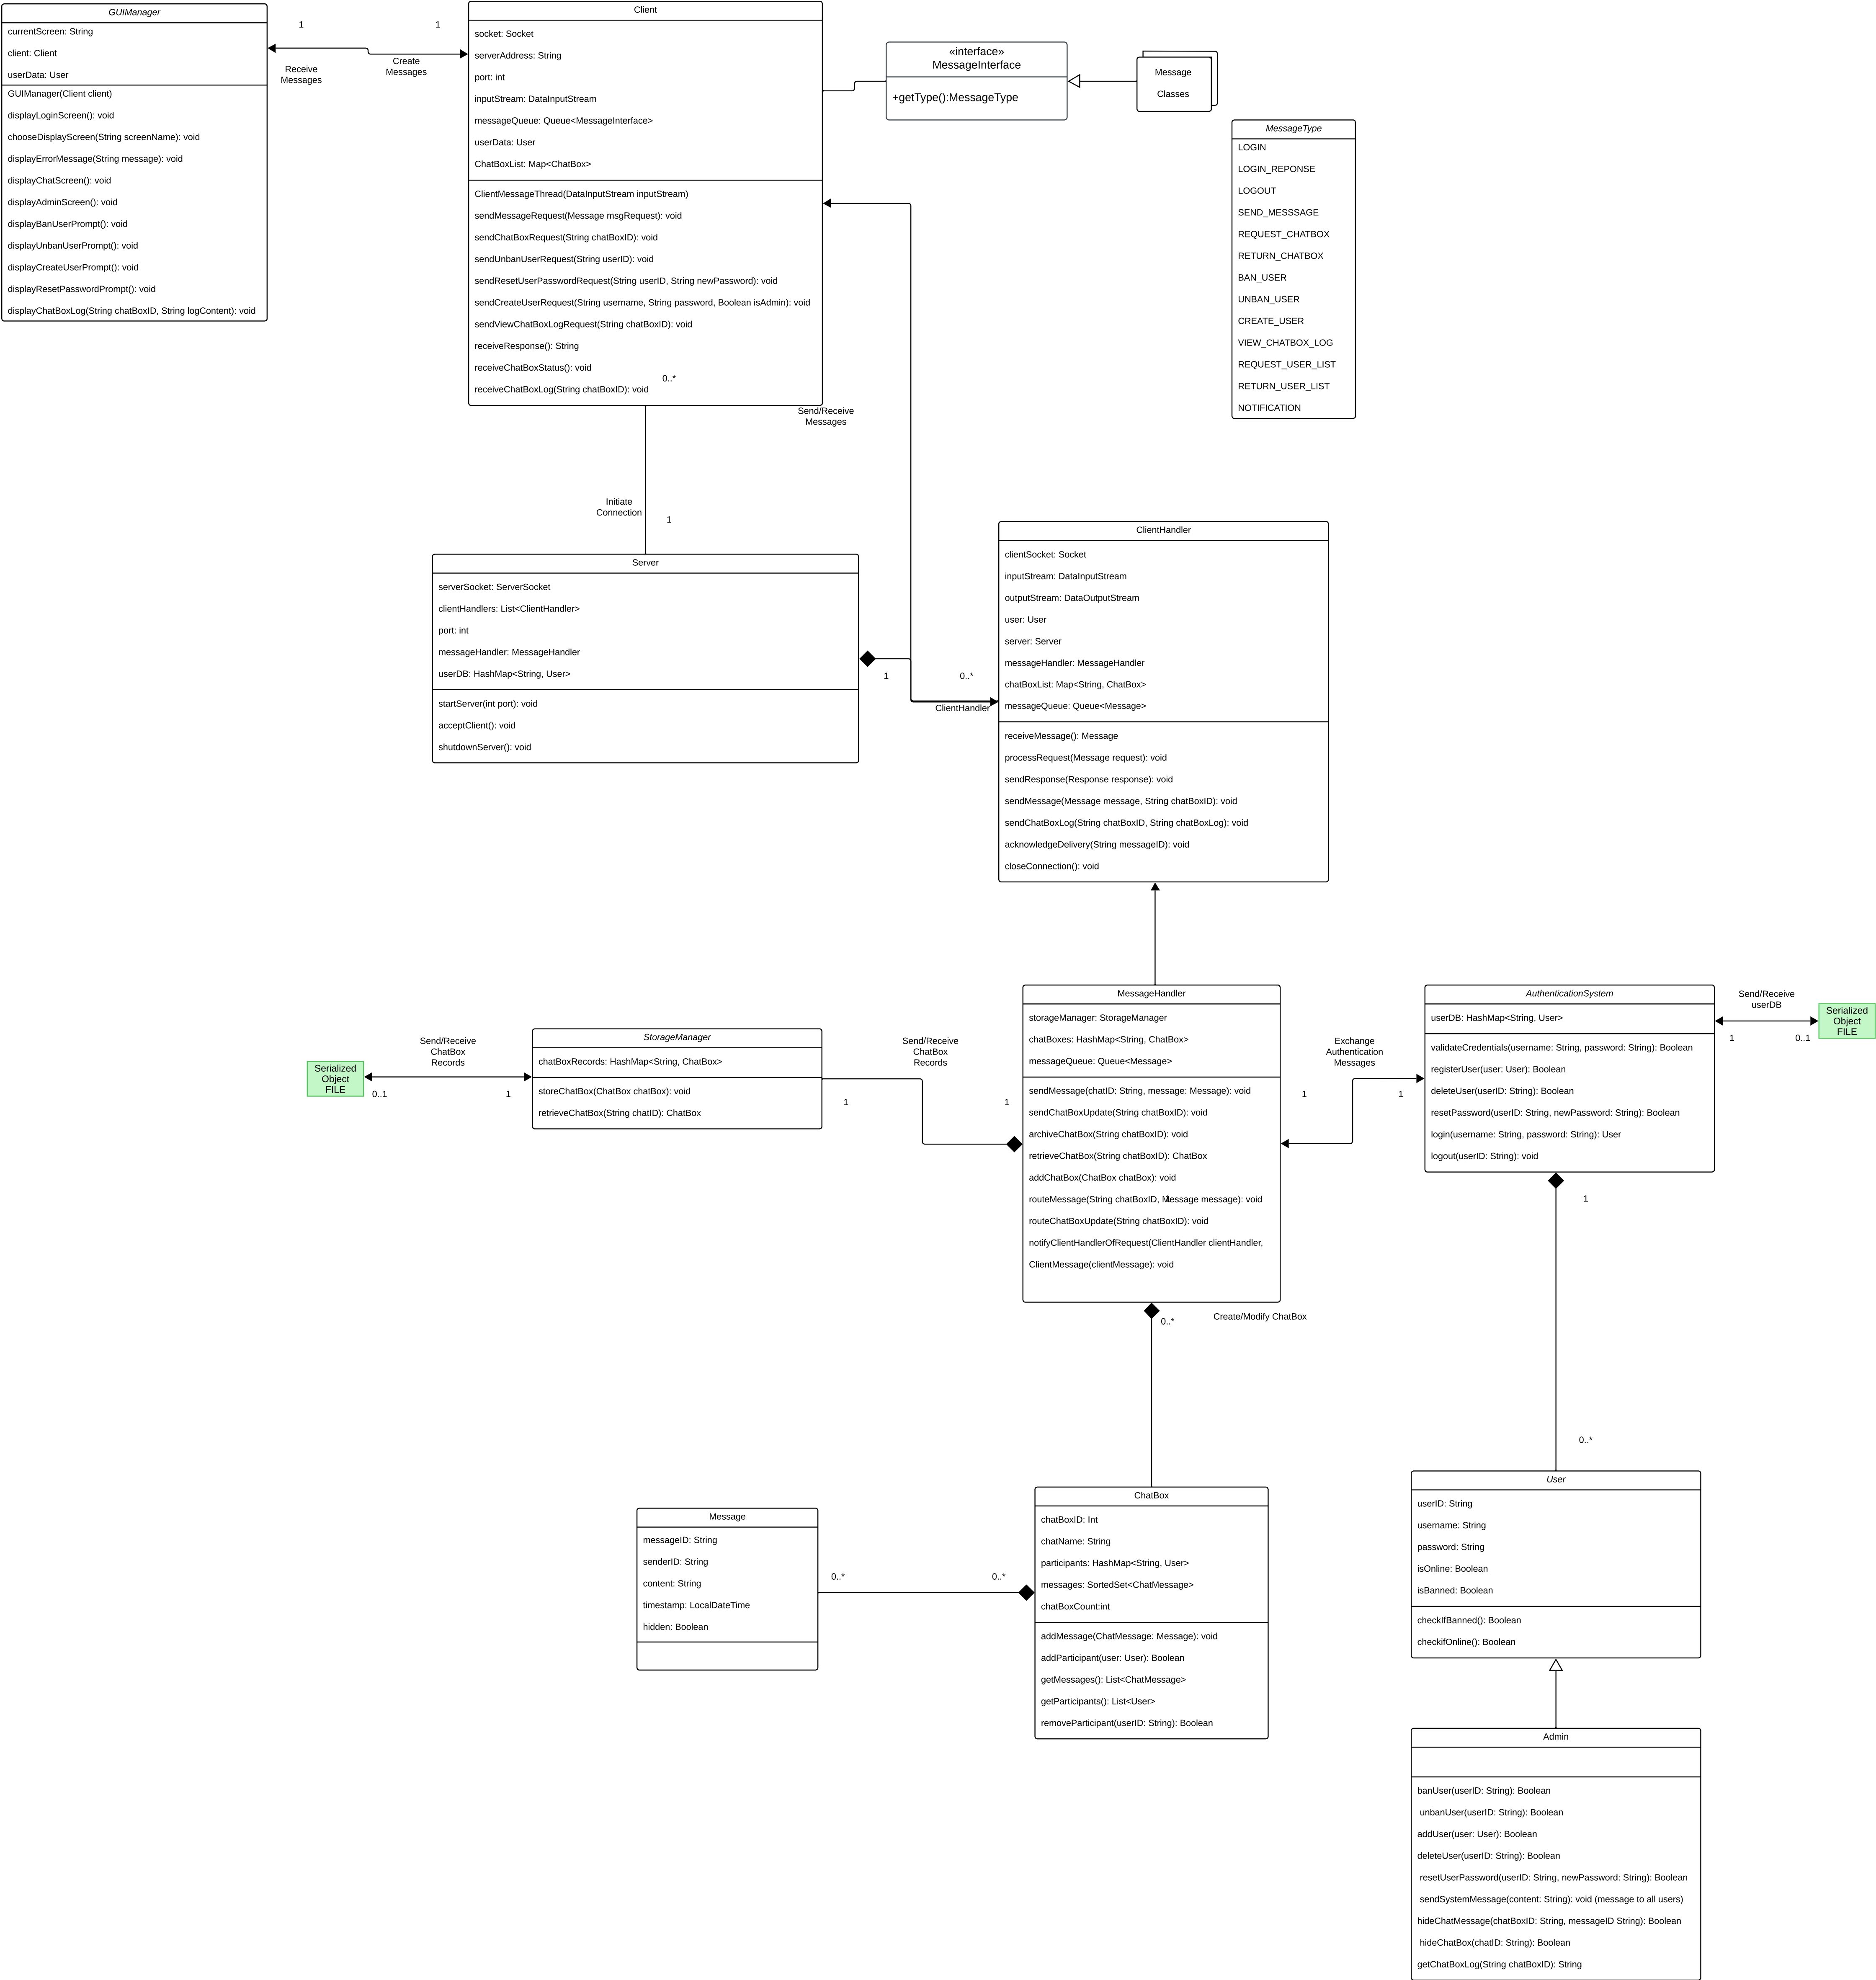 GUIManager
currentScreen: String
client: Client
userData: User
GUIManager(Client client)
displayLoginScreen(): void
chooseDisplayScreen(String screenName): void
displayErrorMessage(String message): void
displayChatScreen(): void
displayAdminScreen(): void
displayBanUserPrompt(): void
displayUnbanUserPrompt(): void
displayCreateUserPrompt(): void
displayResetPasswordPrompt(): void
displayChatBoxLog(String chatBoxID, String logContent): void
1
1
Receive
Messages
Create
Messages
Client
socket: Socket
serverAddress: String
port: int
inputStream: DataInputStream
messageQueue: Queue<MessageInterface>
userData: User
ChatBoxList: Map<ChatBox>
ClientMessageThread(DataInputStream inputStream)
sendMessageRequest(Message msgRequest): void
sendChatBoxRequest(String chatBoxID): void
sendUnbanUserRequest(String userID): void
sendResetUserPasswordRequest(String userID, String newPassword): void
sendCreateUserRequest(String username, String password, Boolean isAdmin): void
sendViewChatBoxLogRequest(String chatBoxID): void
receiveResponse(): String
receiveChatBoxStatus(): void
receiveChatBoxLog(String chatBoxID): void
0..*
«interface»
MessageInterface
+getType():MessageType
Message
Classes
MessageType
LOGIN
LOGIN_REPONSE
LOGOUT
SEND_MESSSAGE
REQUEST_CHATBOX
RETURN_CHATBOX
BAN_USER
UNBAN_USER
CREATE_USER
VIEW_CHATBOX_LOG
REQUEST_USER_LIST
RETURN_USER_LIST
NOTIFICATION
Send/Receive
Messages
Initiate
Connection
1
Server
serverSocket: ServerSocket
clientHandlers: List<ClientHandler>
port: int
messageHandler: MessageHandler
userDB: HashMap<String, User>
startServer(int port): void
acceptClient(): void
shutdownServer(): void
1
0..*
ClientHandler
ClientHandler
clientSocket: Socket
inputStream: DataInputStream
outputStream: DataOutputStream
user: User
server: Server
messageHandler: MessageHandler
chatBoxList: Map<String, ChatBox>
messageQueue: Queue<Message>
receiveMessage(): Message
processRequest(Message request): void
sendResponse(Response response): void
sendMessage(Message message, String chatBoxID): void
sendChatBoxLog(String chatBoxID, String chatBoxLog): void
acknowledgeDelivery(String messageID): void
closeConnection(): void
Serialized
Object
FILE
Send/Receive
ChatBox
Records
0..1
1
StorageManager
chatBoxRecords: HashMap<String, ChatBox>
storeChatBox(ChatBox chatBox): void
retrieveChatBox(String chatID): ChatBox
Send/Receive
ChatBox
Records
1
1
MessageHandler
storageManager: StorageManager
chatBoxes: HashMap<String, ChatBox>
messageQueue: Queue<Message>
sendMessage(chatID: String, message: Message): void
sendChatBoxUpdate(String chatBoxID): void
archiveChatBox(String chatBoxID): void
retrieveChatBox(String chatBoxID): ChatBox
addChatBox(ChatBox chatBox): void
routeMessage(String chatBoxID, Message message): void
1
routeChatBoxUpdate(String chatBoxID): void
notifyClientHandlerOfRequest(ClientHandler clientHandler,
ClientMessage(clientMessage): void
Exchange
Authentication
Messages
1
1
AuthenticationSystem
userDB: HashMap<String, User>
validateCredentials(username: String, password: String): Boolean
registerUser(user: User): Boolean
deleteUser(userID: String): Boolean
resetPassword(userID: String, newPassword: String): Boolean
login(username: String, password: String): User
logout(userID: String): void
Send/Receive
userDB
1
0..1
Serialized
Object
FILE
0..*
Create/Modify ChatBox
1
0..*
Message
messageID: String
senderID: String
content: String
timestamp: LocalDateTime
hidden: Boolean
0..*
0..*
ChatBox
chatBoxID: Int
chatName: String
participants: HashMap<String, User>
messages: SortedSet<ChatMessage>
chatBoxCount:int
addMessage(ChatMessage: Message): void
addParticipant(user: User): Boolean
getMessages(): List<ChatMessage>
getParticipants(): List<User>
removeParticipant(userID: String): Boolean
User
userID: String
username: String
password: String
isOnline: Boolean
isBanned: Boolean
checkIfBanned(): Boolean
checkifOnline(): Boolean
Admin
banUser(userID: String): Boolean
unbanUser(userID: String): Boolean
addUser(user: User): Boolean
deleteUser(userID: String): Boolean
resetUserPassword(userID: String, newPassword: String): Boolean
sendSystemMessage(content: String): void (message to all users)
hideChatMessage(chatBoxID: String, messageID String): Boolean
hideChatBox(chatID: String): Boolean
getChatBoxLog(String chatBoxID): String